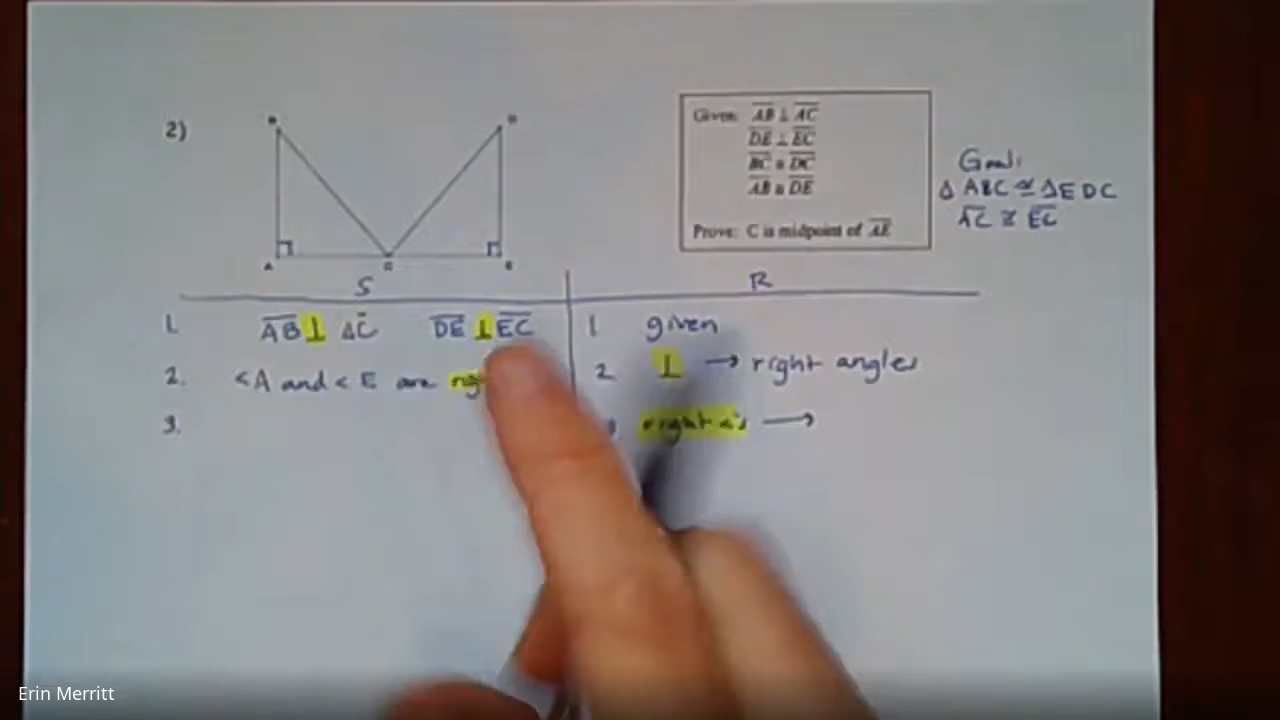 2)
Given: AB ⊥ AC
DE ⊥ EC
BC ≅ DC
AB ≅ DE
Prove: C is midpoint of AE
Goal:
Δ ABC ≅ Δ EDC
AC ≅ EC
B
D
A
C
E
S R
1. AB ⊥ AC DE ⊥ EC 1 given
2. <A and <E are 2 ⊥ → right angles
3. right <'s →
Erin Merritt